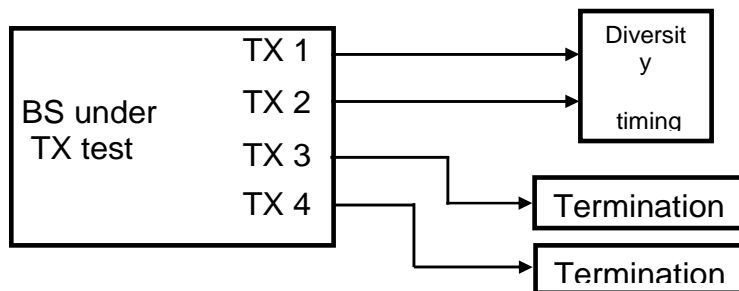 TX 1
TX 2
TX 3
TX 4
BS under
TX test
Diversit
y
timing
Termination
Termination